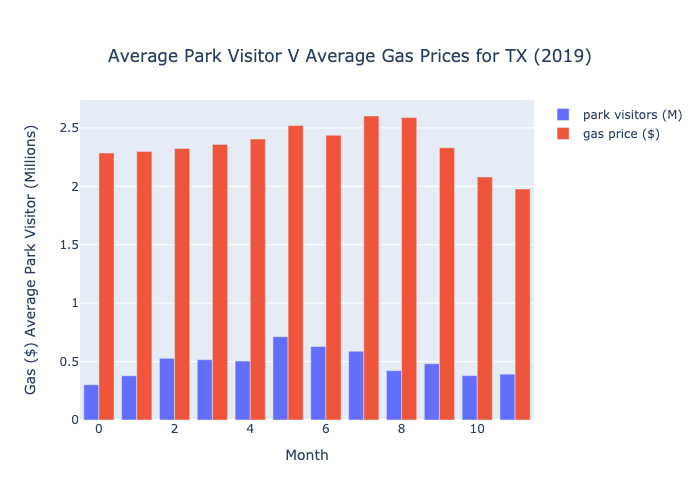 Average Park Visitor V Average Gas Prices for TX (2019)
park visitors (M)
gas price ($)
Gas ($) Average Park Visitor (Millions)
2.5
2
1.5
1
0.5
0
0 2 4 6 8 10
Month